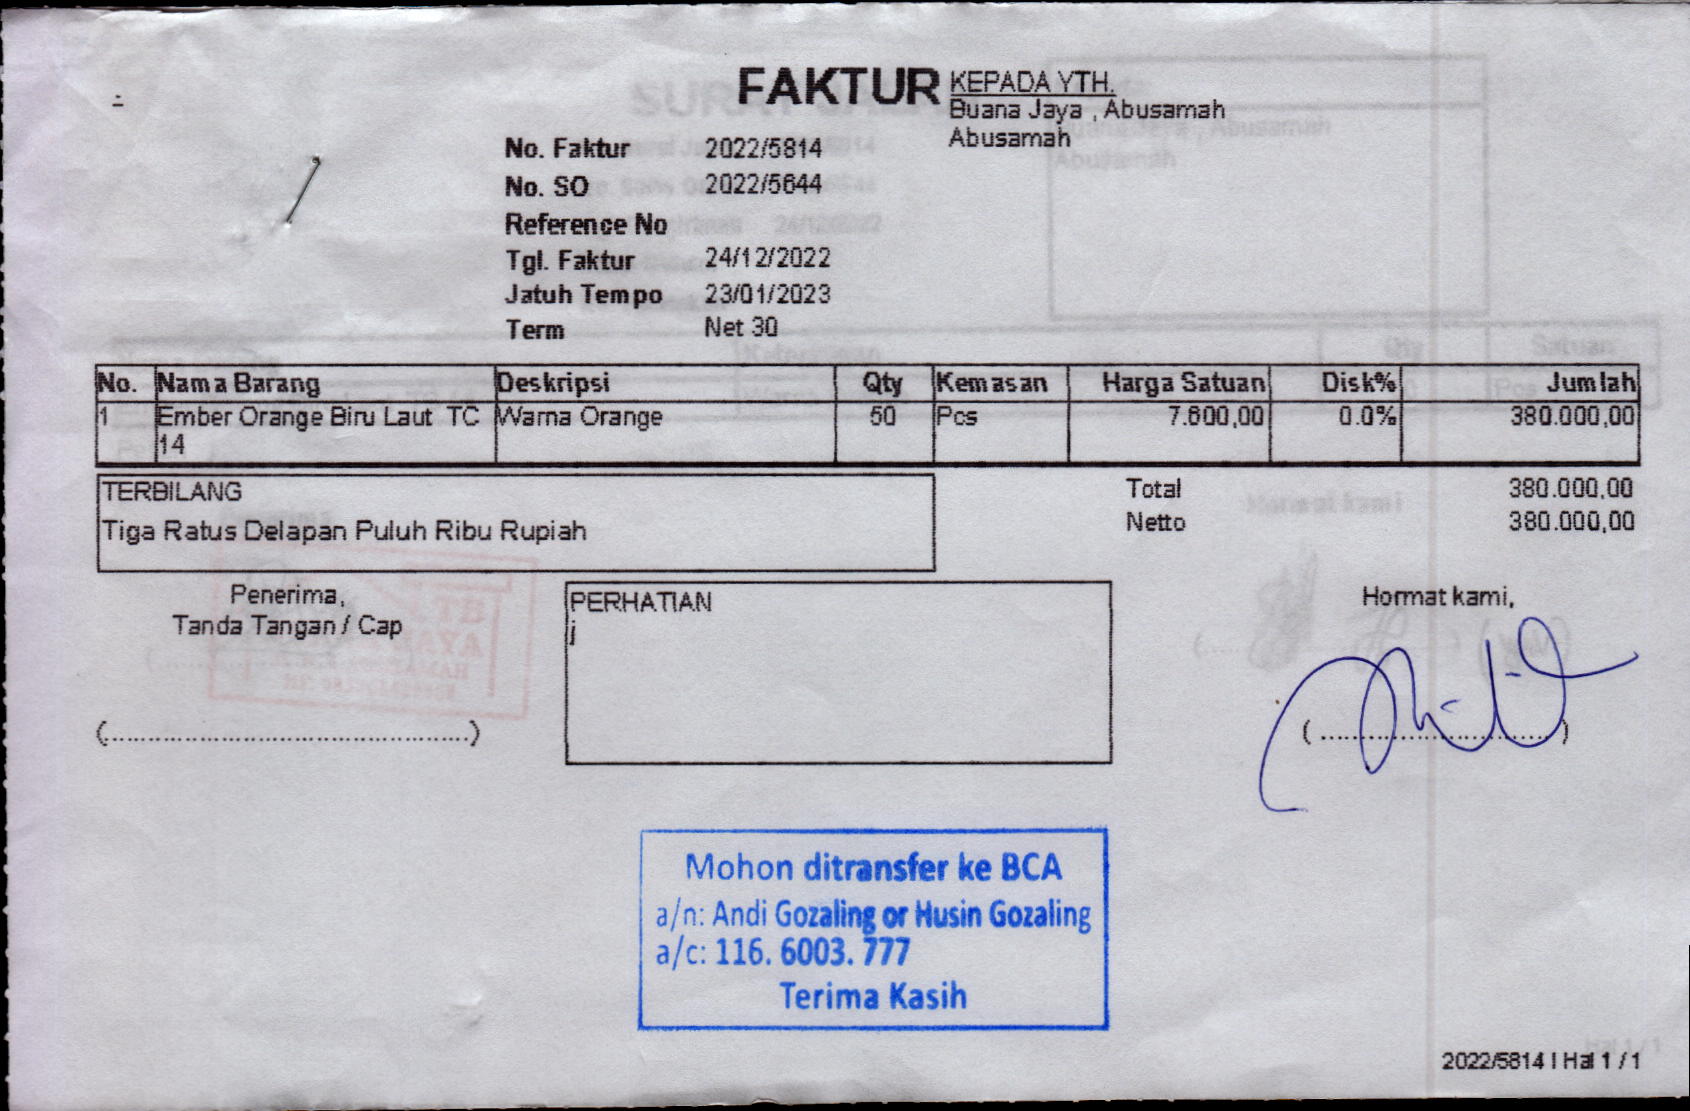 FAKTUR
KEPADA YTH.
Buana Jaya , Abusamah
Abusamah
No. Faktur 2022/5814
No. SO 2022/5644
Reference No
Tgl. Faktur 24/12/2022
Jatuh Tempo 23/01/2023
Term Net 30
No. Nama Barang Deskripsi Qty Kemasan Harga Satuan Disk% Jumlah
1 Ember Orange Biru Laut TC Warna Orange 50 Pcs 7.600,00 0.0% 380.000,00
14
TERBILANG
Tiga Ratus Delapan Puluh Ribu Rupiah
Total 380.000,00
Netto 380.000,00
Penerima,
Tanda Tangan / Cap
(..............................................)
PERHATIAN
j
Hormat kami,
(..............................)
Mohon ditransfer ke BCA
a/n: Andi Gozaling or Husin Gozaling
a/c: 116. 6003. 777
Terima Kasih
2022/5814 | Hal 1 / 1